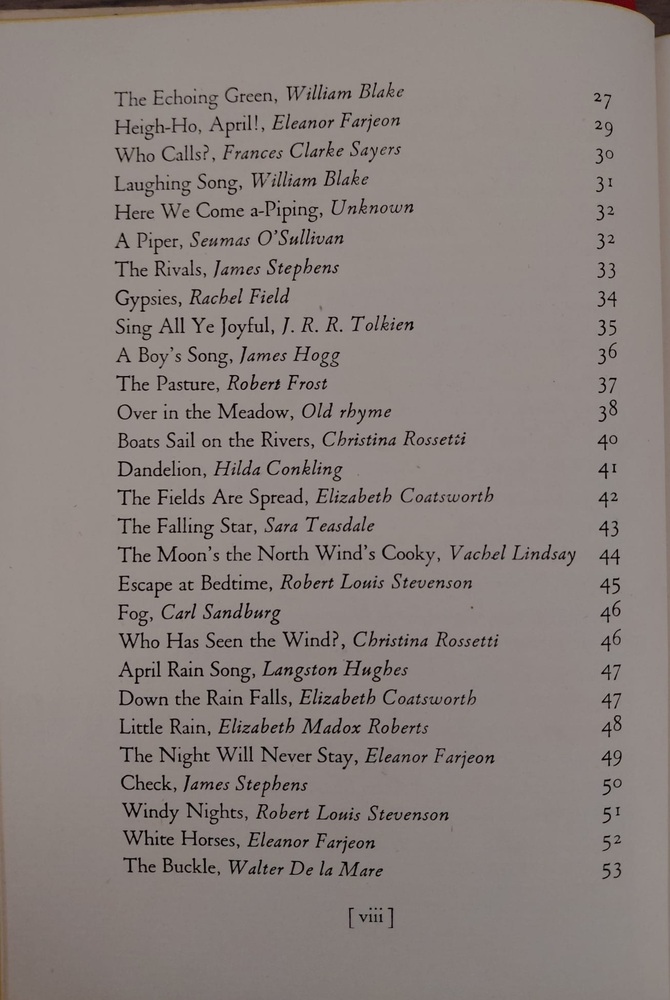 The Echoing Green, William Blake 27
Heigh-Ho, April!, Eleanor Farjeon 29
Who Calls?, Frances Clarke Sayers 30
Laughing Song, William Blake 31
Here We Come a-Piping, Unknown 32
A Piper, Seumas O'Sullivan 32
The Rivals, James Stephens 33
Gypsies, Rachel Field 34
Sing All Ye Joyful, J. R. R. Tolkien 35
A Boy's Song, James Hogg 36
The Pasture, Robert Frost 37
Over in the Meadow, Old rhyme 38
Boats Sail on the Rivers, Christina Rossetti 40
Dandelion, Hilda Conkling 41
The Fields Are Spread, Elizabeth Coatsworth 42
The Falling Star, Sara Teasdale 43
The Moon's the North Wind's Cooky, Vachel Lindsay 44
Escape at Bedtime, Robert Louis Stevenson 45
Fog, Carl Sandburg 46
Who Has Seen the Wind?, Christina Rossetti 46
April Rain Song, Langston Hughes 47
Down the Rain Falls, Elizabeth Coatsworth 47
Little Rain, Elizabeth Madox Roberts 48
The Night Will Never Stay, Eleanor Farjeon 49
Check, James Stephens 50
Windy Nights, Robert Louis Stevenson 51
White Horses, Eleanor Farjeon 52
The Buckle, Walter De la Mare 53
[ viii ]